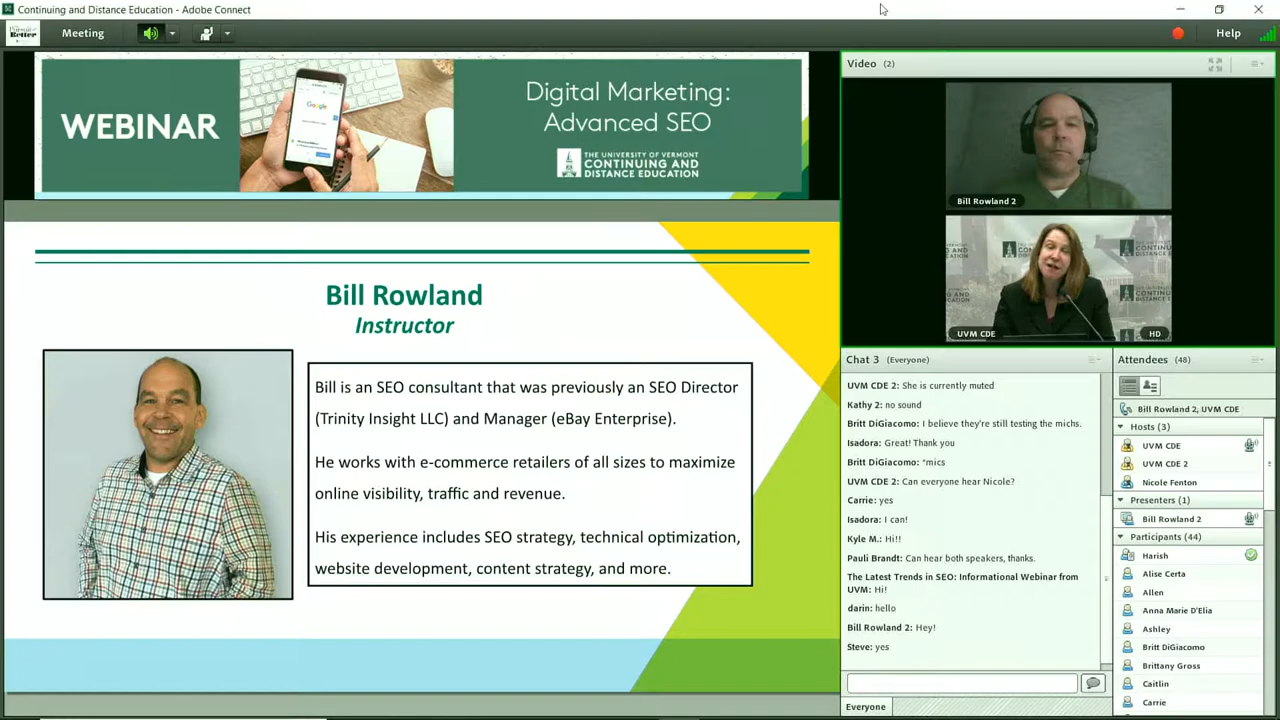 Continuing and Distance Education - Adobe Connect
Meeting
Help
WEBINAR
Google
Digital Marketing:
Advanced SEO
THE UNIVERSITY OF VERMONT
CONTINUING AND
DISTANCE EDUCATION
Bill Rowland
Instructor
Bill is an SEO consultant that was previously an SEO Director
(Trinity Insight LLC) and Manager (eBay Enterprise).
He works with e-commerce retailers of all sizes to maximize
online visibility, traffic and revenue.
His experience includes SEO strategy, technical optimization,
website development, content strategy, and more.
Video (2)
Bill Rowland 2
UVM CDE
HD
Chat 3 (Everyone)
UVM CDE 2: She is currently muted
Kathy 2: no sound
Britt DiGiacomo: I believe they're still testing the michs.
Isadora: Great! Thank you
Britt DiGiacomo: *mics
UVM CDE 2: Can everyone hear Nicole?
Carrie: yes
Isadora: I can!
Kyle M.: Hi!!
Pauli Brandt: Can hear both speakers, thanks.
The Latest Trends in SEO: Informational Webinar from
UVM: Hi!
darin: hello
Bill Rowland 2: Hey!
Steve: yes
Everyone
Attendees (48)
Bill Rowland 2, UVM CDE
Hosts (3)
UVM CDE
UVM CDE 2
Nicole Fenton
Presenters (1)
Bill Rowland 2
Participants (44)
Harish
Alise Certa
Allen
Anna Marie D'Elia
Ashley
Britt DiGiacomo
Brittany Gross
Caitlin
Carrie